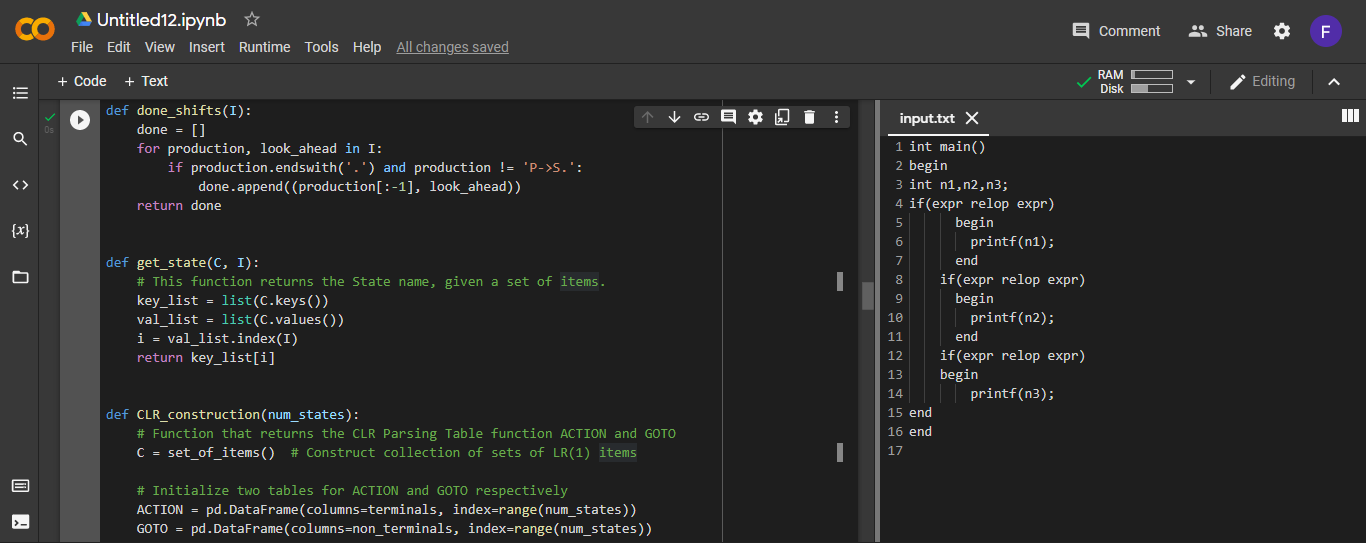 Untitled12.ipynb
File Edit View Insert Runtime Tools Help All changes saved
Comment Share F
+ Code + Text
RAM
Disk
Editing
0s
def done_shifts(I):
    done = []
    for production, look_ahead in I:
        if production.endswith('.') and production != 'P->S.':
            done.append((production[:-1], look_ahead))
    return done
def get_state(C, I):
    # This function returns the State name, given a set of items.
    key_list = list(C.keys())
    val_list = list(C.values())
    i = val_list.index(I)
    return key_list[i]
def CLR_construction(num_states):
    # Function that returns the CLR Parsing Table function ACTION and GOTO
    C = set_of_items()  # Construct collection of sets of LR(1) items
    # Initialize two tables for ACTION and GOTO respectively
    ACTION = pd.DataFrame(columns=terminals, index=range(num_states))
    GOTO = pd.DataFrame(columns=non_terminals, index=range(num_states))
input.txt
1 int main()
2 begin
3 int n1,n2,n3;
4 if(expr relop expr)
5       begin
6         printf(n1);
7       end
8     if(expr relop expr)
9       begin
10         printf(n2);
11       end
12     if(expr relop expr)
13     begin
14         printf(n3);
15 end
16 end
17
{x}